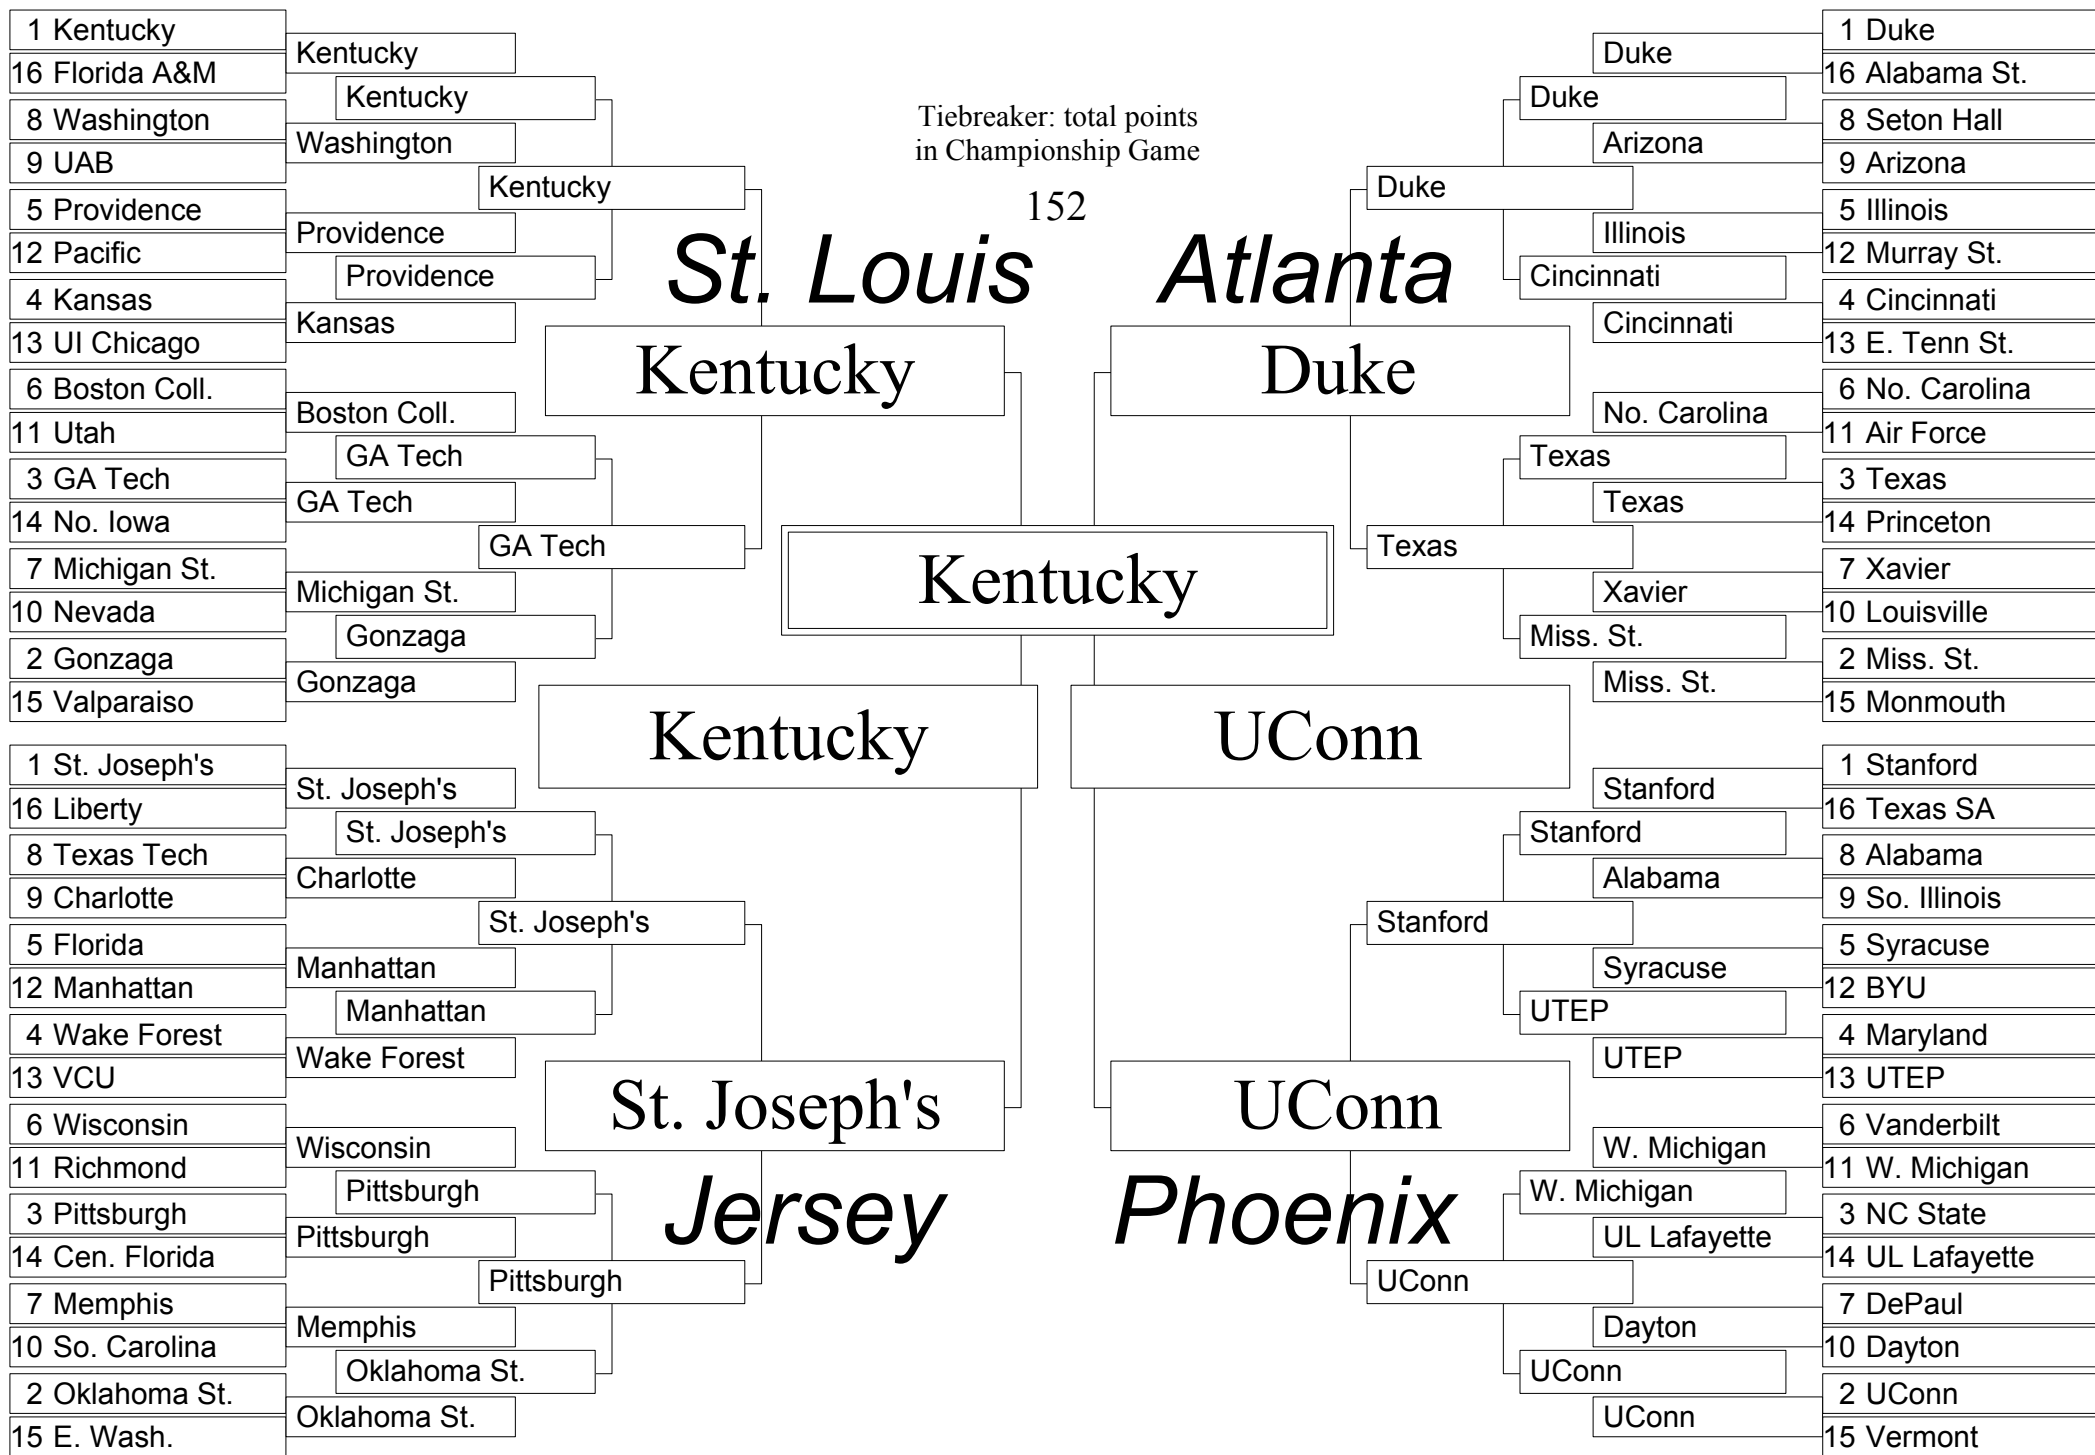 1 Kentucky
16 Florida A&M
8 Washington
9 UAB
5 Providence
12 Pacific
4 Kansas
13 UI Chicago
6 Boston Coll.
11 Utah
3 GA Tech
14 No. Iowa
7 Michigan St.
10 Nevada
2 Gonzaga
15 Valparaiso
Kentucky
Washington
Providence
Kansas
Boston Coll.
GA Tech
Michigan St.
Gonzaga
Kentucky
Providence
GA Tech
Gonzaga
Kentucky
GA Tech
St. Louis
Kentucky
1 St. Joseph's
16 Liberty
8 Texas Tech
9 Charlotte
5 Florida
12 Manhattan
4 Wake Forest
13 VCU
6 Wisconsin
11 Richmond
3 Pittsburgh
14 Cen. Florida
7 Memphis
10 So. Carolina
2 Oklahoma St.
15 E. Wash.
St. Joseph's
Charlotte
Manhattan
Wake Forest
Wisconsin
Pittsburgh
Memphis
Oklahoma St.
St. Joseph's
Manhattan
Pittsburgh
Oklahoma St.
St. Joseph's
Pittsburgh
St. Joseph's
Jersey
Tiebreaker: total points
in Championship Game
152
Kentucky
Kentucky
UConn
Atlanta
Duke
Duke
Texas
Duke
Cincinnati
Texas
Miss. St.
Duke
Arizona
Illinois
Cincinnati
No. Carolina
Texas
Xavier
Miss. St.
1 Duke
16 Alabama St.
8 Seton Hall
9 Arizona
5 Illinois
12 Murray St.
4 Cincinnati
13 E. Tenn St.
6 No. Carolina
11 Air Force
3 Texas
14 Princeton
7 Xavier
10 Louisville
2 Miss. St.
15 Monmouth
UConn
Phoenix
Stanford
UConn
Stanford
UTEP
W. Michigan
UConn
Stanford
Alabama
Syracuse
UTEP
W. Michigan
UL Lafayette
Dayton
UConn
1 Stanford
16 Texas SA
8 Alabama
9 So. Illinois
5 Syracuse
12 BYU
4 Maryland
13 UTEP
6 Vanderbilt
11 W. Michigan
3 NC State
14 UL Lafayette
7 DePaul
10 Dayton
2 UConn
15 Vermont